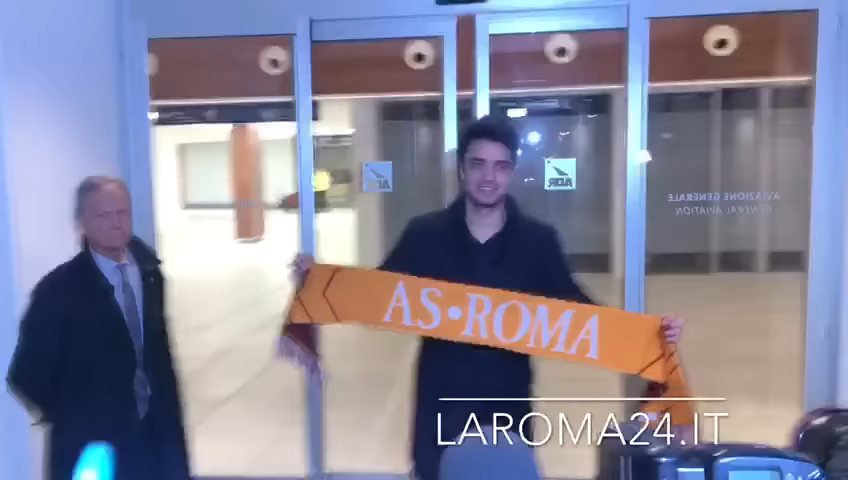 ADR
ADR
AVIAZIONE GENERALE
GENERAL AVIATION
AS•ROMA
LAROMA24.IT